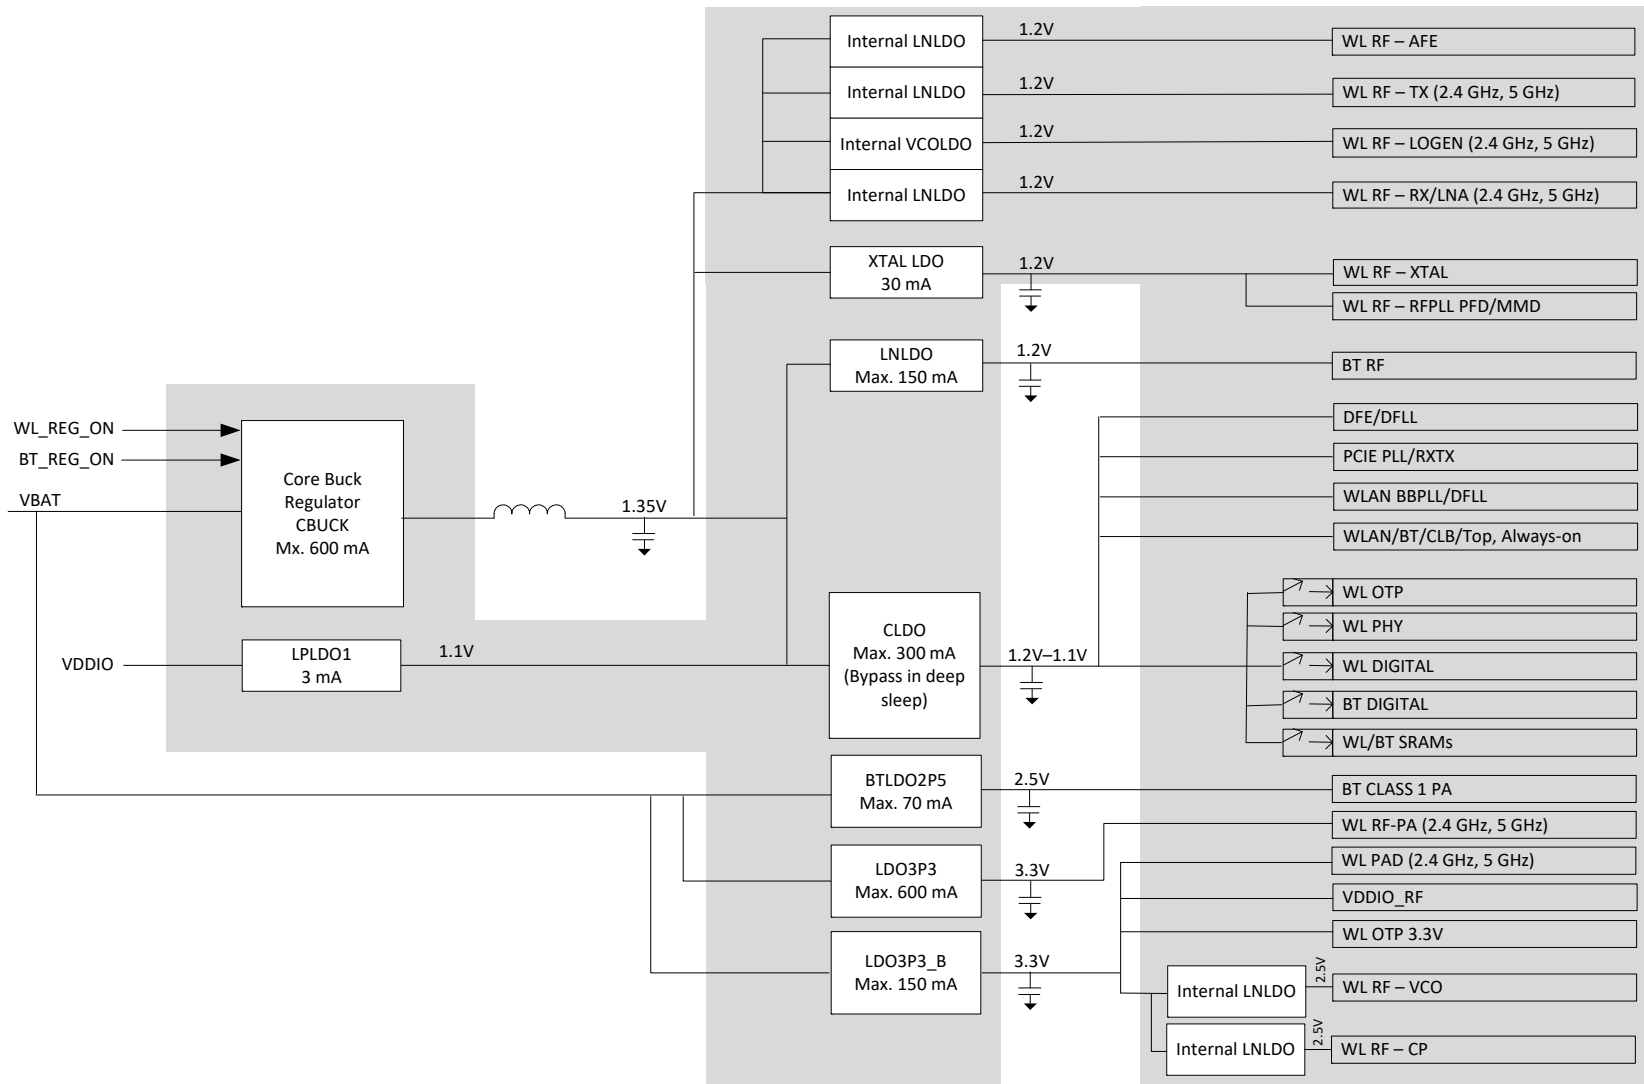 Internal LNLDO
1.2V
WL RF – AFE
Internal LNLDO
1.2V
WL RF – TX (2.4 GHz, 5 GHz)
Internal VCOLDO
1.2V
WL RF – LOGEN (2.4 GHz, 5 GHz)
Internal LNLDO
1.2V
WL RF – RX/LNA (2.4 GHz, 5 GHz)
XTAL LDO
30 mA
1.2V
WL RF – XTAL
WL RF – RFPLL PFD/MMD
LNLDO
Max. 150 mA
1.2V
BT RF
WL_REG_ON
BT_REG_ON
VBAT
Core Buck
Regulator
CBUCK
Mx. 600 mA
1.35V
DFE/DFLL
PCIE PLL/RXTX
WLAN BBPLL/DFLL
WLAN/BT/CLB/Top, Always-on
VDDIO
LPLDO1
3 mA
1.1V
CLDO
Max. 300 mA
(Bypass in deep
sleep)
1.2V–1.1V
WL OTP
WL PHY
WL DIGITAL
BT DIGITAL
WL/BT SRAMs
BTLDO2P5
Max. 70 mA
2.5V
BT CLASS 1 PA
LDO3P3
Max. 600 mA
3.3V
WL RF-PA (2.4 GHz, 5 GHz)
WL PAD (2.4 GHz, 5 GHz)
VDDIO_RF
WL OTP 3.3V
LDO3P3_B
Max. 150 mA
3.3V
Internal LNLDO
2.5V
WL RF – VCO
Internal LNLDO
2.5V
WL RF – CP